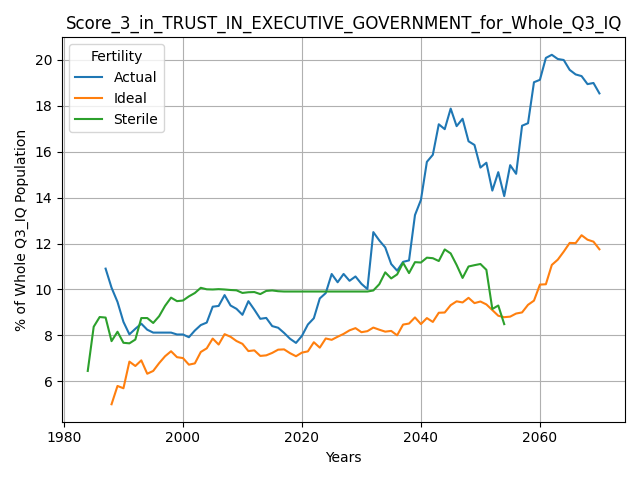 Score_3_in_TRUST_IN_EXECUTIVE_GOVERNMENT_for_Whole_Q3_IQ
Fertility
Actual
Ideal
Sterile
% of Whole Q3_IQ Population
20
18
16
14
12
10
8
6
1980
2000
2020
2040
2060
Years